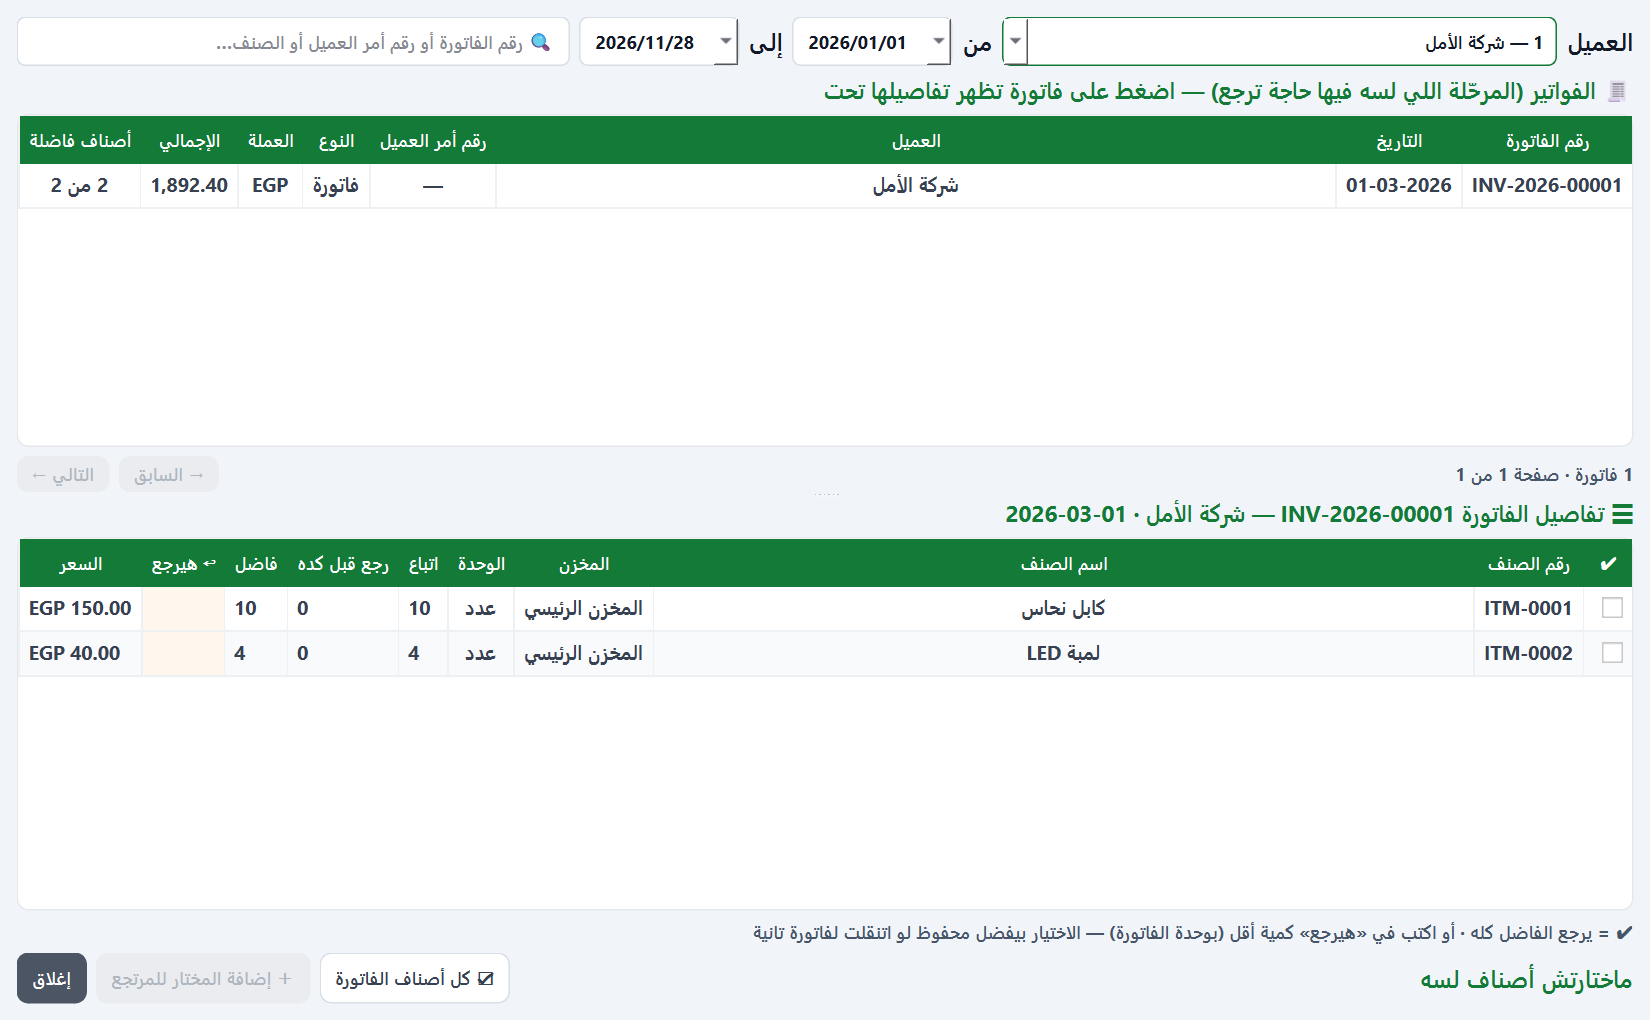 العميل 1 — شركة الأمل من 2026/01/01 إلى 2026/11/28 🔍 رقم الفاتورة أو رقم أمر العميل أو الصنف...
الفواتير (المرحّلة اللي لسه فيها حاجة ترجع) — اضغط على فاتورة تظهر تفاصيلها تحت
رقم الفاتورة التاريخ العميل رقم أمر العميل النوع العملة الإجمالي أصناف فاضلة
INV-2026-00001 01-03-2026 شركة الأمل — فاتورة EGP 1,892.40 2 من 2
1 فاتورة · صفحة 1 من 1 → السابق التالي ←
☰ تفاصيل الفاتورة INV-2026-00001 — شركة الأمل · 01-03-2026
✔ رقم الصنف اسم الصنف المخزن الوحدة اتباع رجع قبل كده فاضل ↩ هيرجع السعر
ITM-0001 كابل نحاس المخزن الرئيسي عدد 10 0 10 EGP 150.00
ITM-0002 لمبة LED المخزن الرئيسي عدد 4 0 4 EGP 40.00
✔ = يرجع الفاضل كله · أو اكتب في «هيرجع» كمية أقل (بوحدة الفاتورة) — الاختيار بيفضل محفوظ لو اتنقلت لفاتورة تانية
ماختارتش أصناف لسه ☑ كل أصناف الفاتورة + إضافة المختار للمرتجع إغلاق